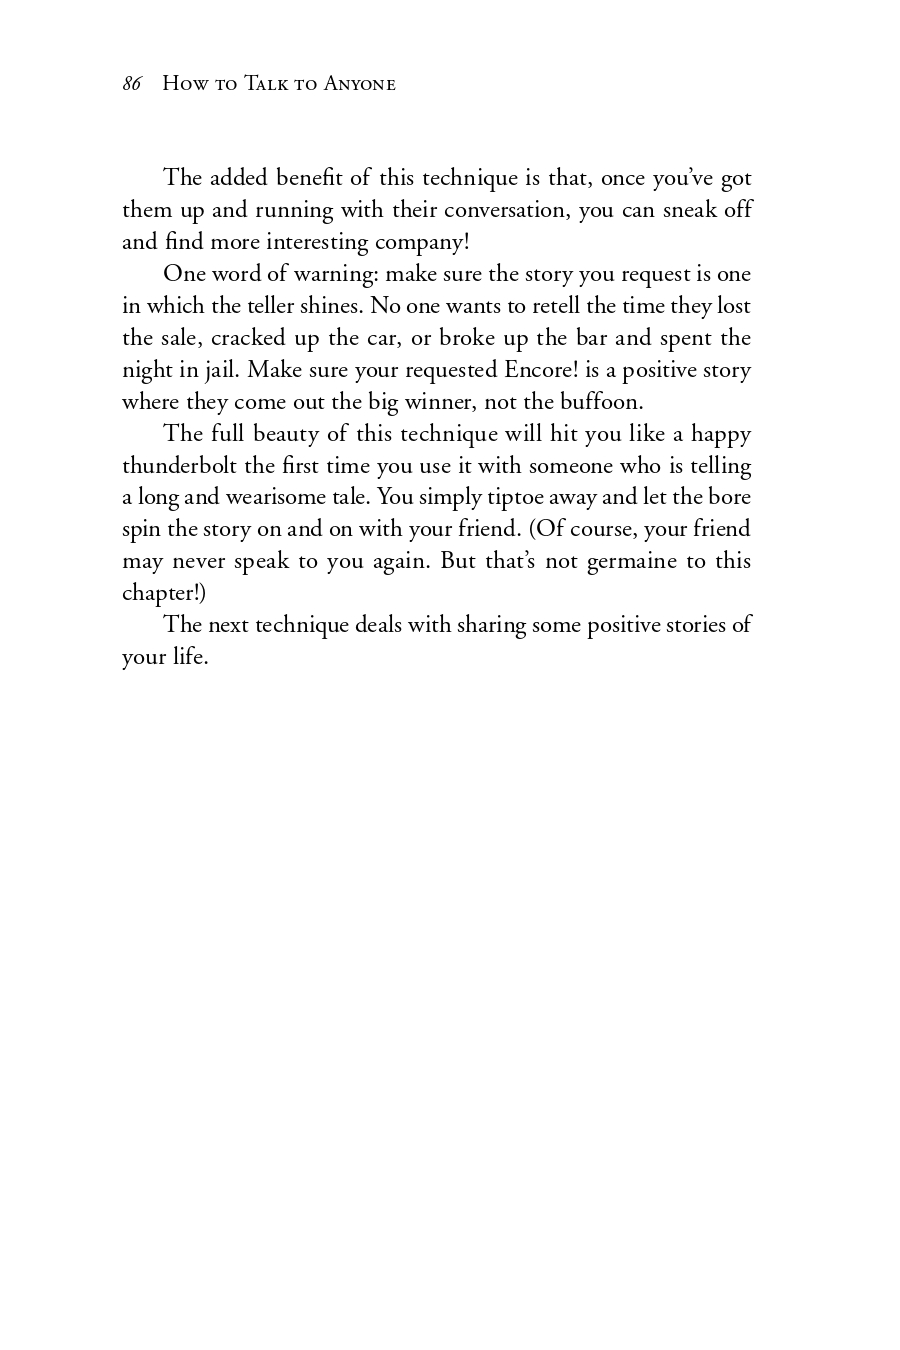 86 How to Talk to Anyone
The added benefit of this technique is that, once you’ve got
them up and running with their conversation, you can sneak off
and find more interesting company!
One word of warning: make sure the story you request is one
in which the teller shines. No one wants to retell the time they lost
the sale, cracked up the car, or broke up the bar and spent the
night in jail. Make sure your requested Encore! is a positive story
where they come out the big winner, not the buffoon.
The full beauty of this technique will hit you like a happy
thunderbolt the first time you use it with someone who is telling
a long and wearisome tale. You simply tiptoe away and let the bore
spin the story on and on with your friend. (Of course, your friend
may never speak to you again. But that’s not germaine to this
chapter!)
The next technique deals with sharing some positive stories of
your life.